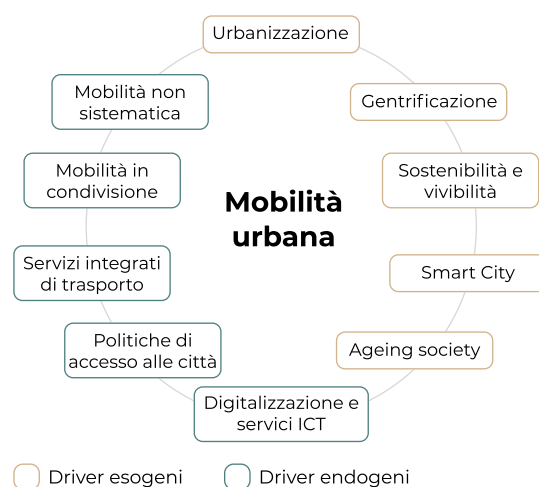 Urbanizzazione
Mobilità non
sistematica
Gentrificazione
Mobilità in
condivisione
Sostenibilità e
vivibilità
Mobilità
urbana
Servizi integrati
di trasporto
Smart City
Politiche di
accesso alle città
Ageing society
Digitalizzazione e
servici ICT
Driver esogeni
Driver endogeni